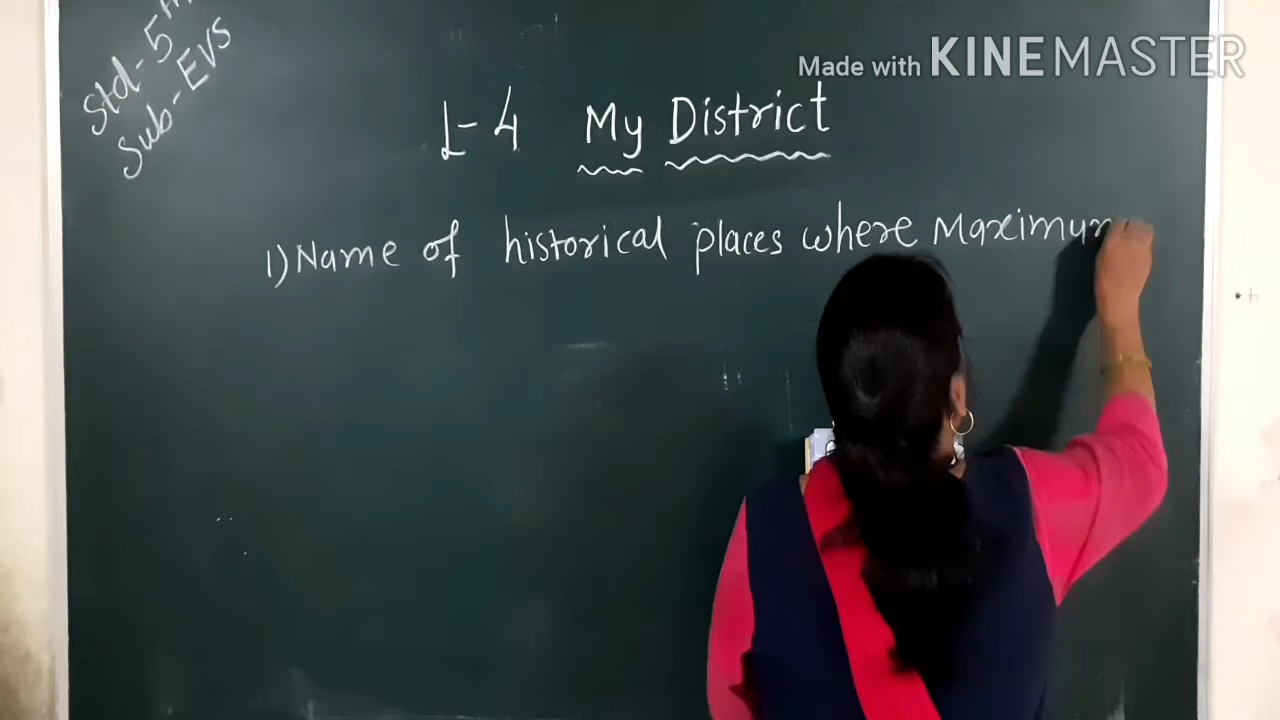 Std-5th
Sub-EVS
Made with KINEMASTER
L-4 My District
1) Name of historical places where Maximum